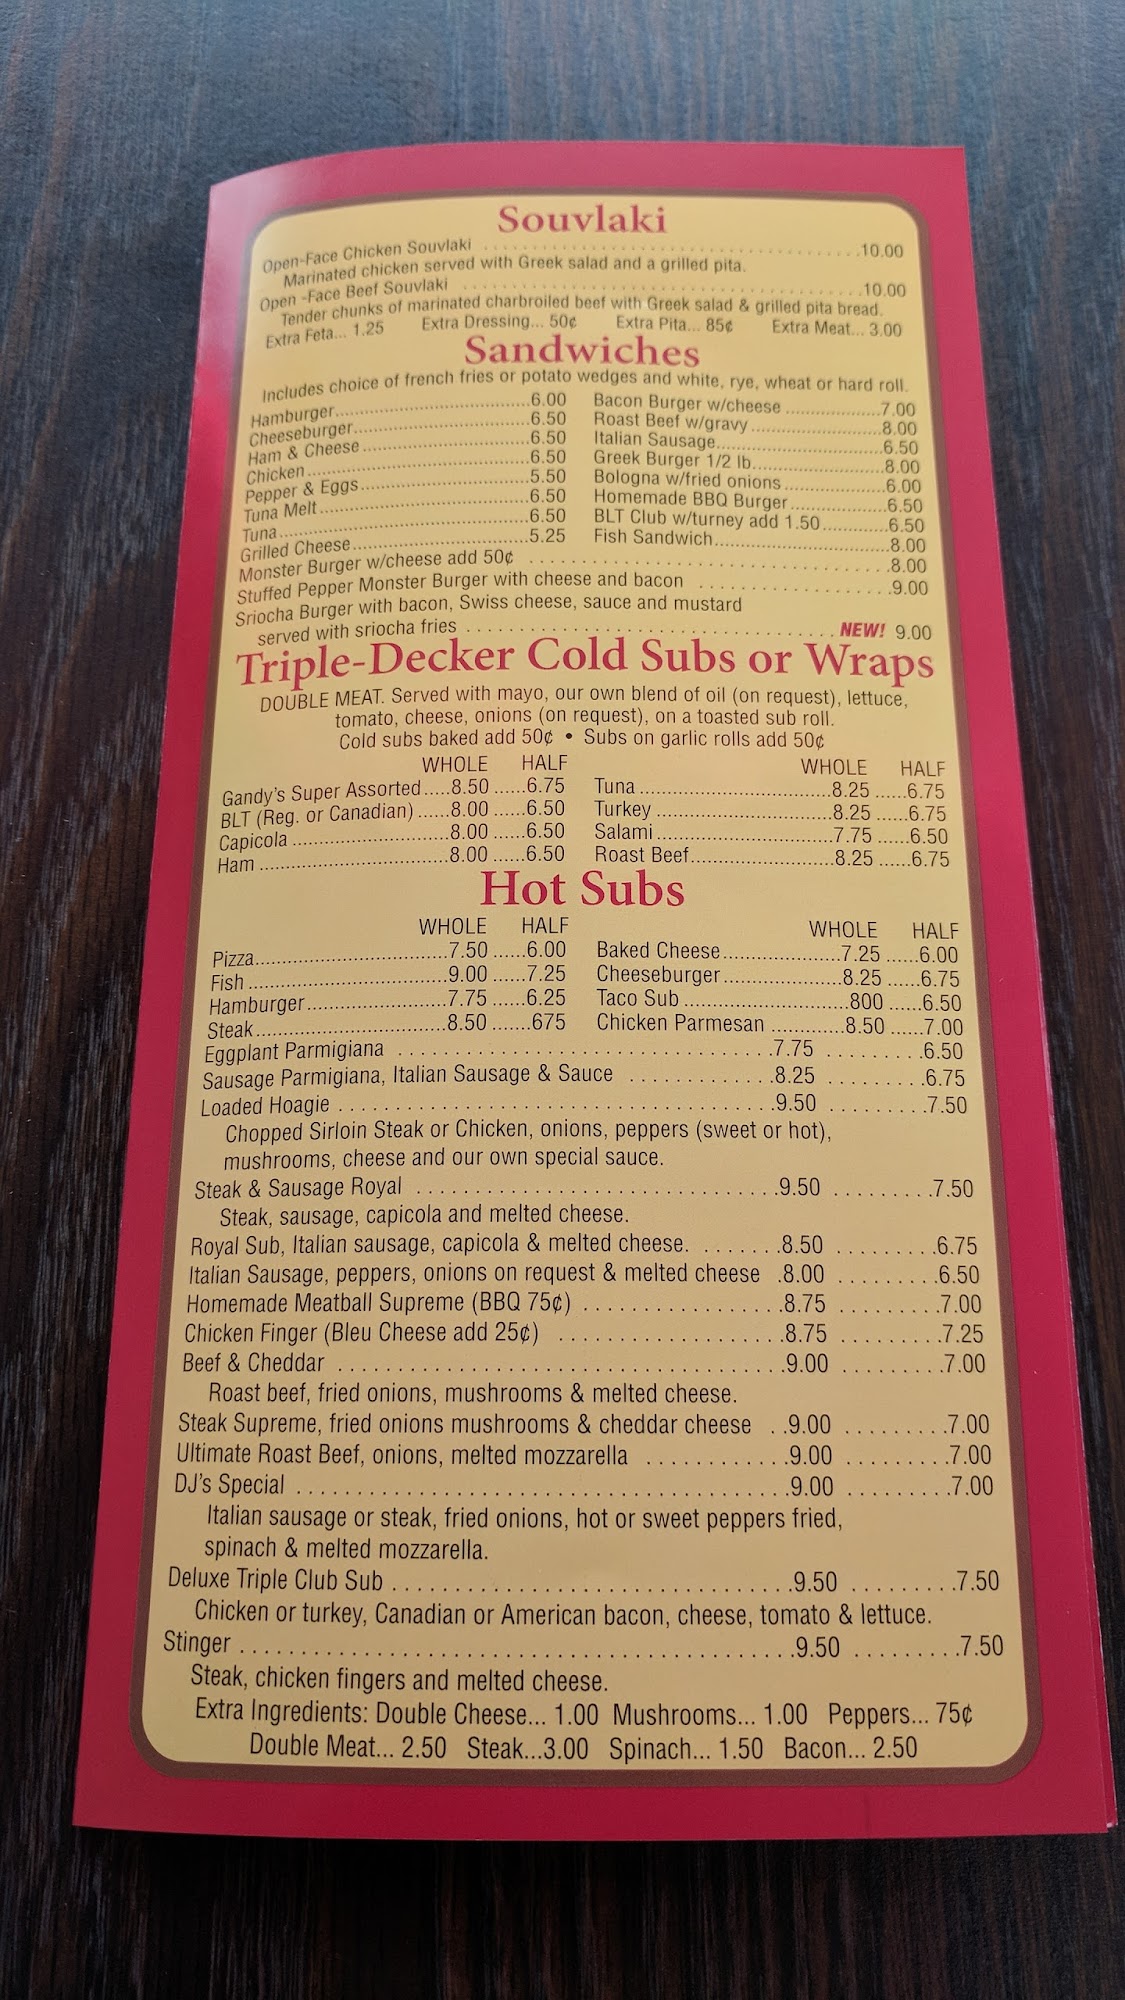 Souvlaki
Open-Face Chicken Souvlaki ........ 10.00
Marinated chicken served with Greek salad and a grilled pita.
Open -Face Beef Souvlaki ........ 10.00
Tender chunks of marinated charbroiled beef with Greek salad & grilled pita bread.
Extra Feta... 1.25 Extra Dressing... 50¢ Extra Pita... 85¢ Extra Meat... 3.00
Sandwiches
Includes choice of french fries or potato wedges and white, rye, wheat or hard roll.
Hamburger........6.00
Cheeseburger........6.50
Ham & Cheese........6.50
Chicken........6.50
Pepper & Eggs........5.50
Tuna Melt........6.50
Tuna........6.50
Grilled Cheese........5.25
Bacon Burger w/cheese........7.00
Roast Beef w/gravy........8.00
Italian Sausage........6.50
Greek Burger 1/2 lb........8.00
Bologna w/fried onions........6.00
Homemade BBQ Burger........6.50
BLT Club w/turney add 1.50........6.50
Fish Sandwich........8.00
Monster Burger w/cheese add 50¢ ........ 8.00
Stuffed Pepper Monster Burger with cheese and bacon ........ 9.00
Sriocha Burger with bacon, Swiss cheese, sauce and mustard
served with sriocha fries ........ NEW! 9.00
Triple-Decker Cold Subs or Wraps
DOUBLE MEAT. Served with mayo, our own blend of oil (on request), lettuce,
tomato, cheese, onions (on request), on a toasted sub roll.
Cold subs baked add 50¢ • Subs on garlic rolls add 50¢
WHOLE HALF
Gandy's Super Assorted.....8.50......6.75
BLT (Reg. or Canadian)......8.00......6.50
Capicola........8.00......6.50
Ham........8.00......6.50
WHOLE HALF
Tuna........8.25......6.75
Turkey........8.25......6.75
Salami........7.75......6.50
Roast Beef........8.25......6.75
Hot Subs
WHOLE HALF
Pizza........7.50......6.00
Fish........9.00......7.25
Hamburger........7.75......6.25
Steak........8.50.......675
WHOLE HALF
Baked Cheese........7.25......6.00
Cheeseburger........8.25......6.75
Taco Sub........800......6.50
Chicken Parmesan........8.50......7.00
Eggplant Parmigiana ........ 7.75 ........ 6.50
Sausage Parmigiana, Italian Sausage & Sauce ........ 8.25 ........ 6.75
Loaded Hoagie ........ 9.50 ........ 7.50
Chopped Sirloin Steak or Chicken, onions, peppers (sweet or hot),
mushrooms, cheese and our own special sauce.
Steak & Sausage Royal ........ 9.50 ........ 7.50
Steak, sausage, capicola and melted cheese.
Royal Sub, Italian sausage, capicola & melted cheese. ........ 8.50 ........ 6.75
Italian Sausage, peppers, onions on request & melted cheese .8.00 ........ 6.50
Homemade Meatball Supreme (BBQ 75¢) ........ 8.75 ........ 7.00
Chicken Finger (Bleu Cheese add 25¢) ........ 8.75 ........ 7.25
Beef & Cheddar ........ 9.00 ........ 7.00
Roast beef, fried onions, mushrooms & melted cheese.
Steak Supreme, fried onions mushrooms & cheddar cheese ..9.00 ........ 7.00
Ultimate Roast Beef, onions, melted mozzarella ........ 9.00 ........ 7.00
DJ's Special ........ 9.00 ........ 7.00
Italian sausage or steak, fried onions, hot or sweet peppers fried,
spinach & melted mozzarella.
Deluxe Triple Club Sub ........ 9.50 ........ 7.50
Chicken or turkey, Canadian or American bacon, cheese, tomato & lettuce.
Stinger ........ 9.50 ........ 7.50
Steak, chicken fingers and melted cheese.
Extra Ingredients: Double Cheese... 1.00 Mushrooms... 1.00 Peppers... 75¢
Double Meat... 2.50 Steak...3.00 Spinach... 1.50 Bacon... 2.50